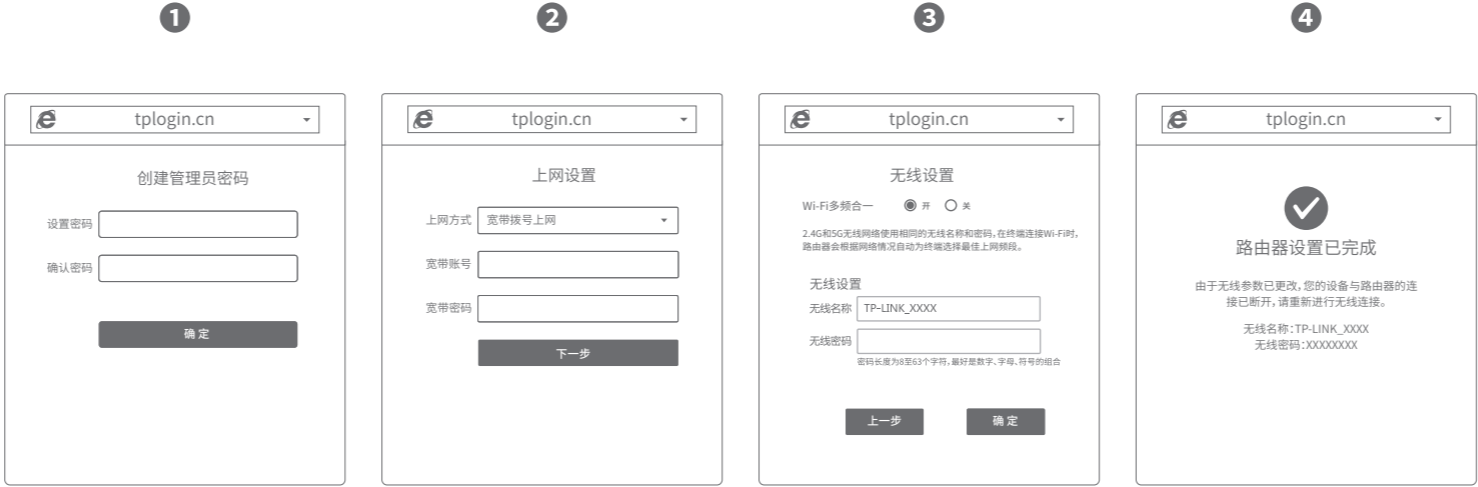 1
tplogin.cn
创建管理员密码
设置密码
确认密码
确定
2
tplogin.cn
上网设置
上网方式 宽带拨号上网
宽带账号
宽带密码
下一步
3
tplogin.cn
无线设置
Wi-Fi多频合一 开 关
2.4G和5G无线网络使用相同的无线名称和密码,在终端连接Wi-Fi时,
路由器会根据网络情况自动为终端选择最佳上网频段。
无线设置
无线名称 TP-LINK_XXXX
无线密码
密码长度为8至63个字符,最好是数字、字母、符号的组合
上一步 确定
4
tplogin.cn
路由器设置已完成
由于无线参数已更改,您的设备与路由器的连
接已断开,请重新进行无线连接。
无线名称:TP-LINK_XXXX
无线密码:XXXXXXXX